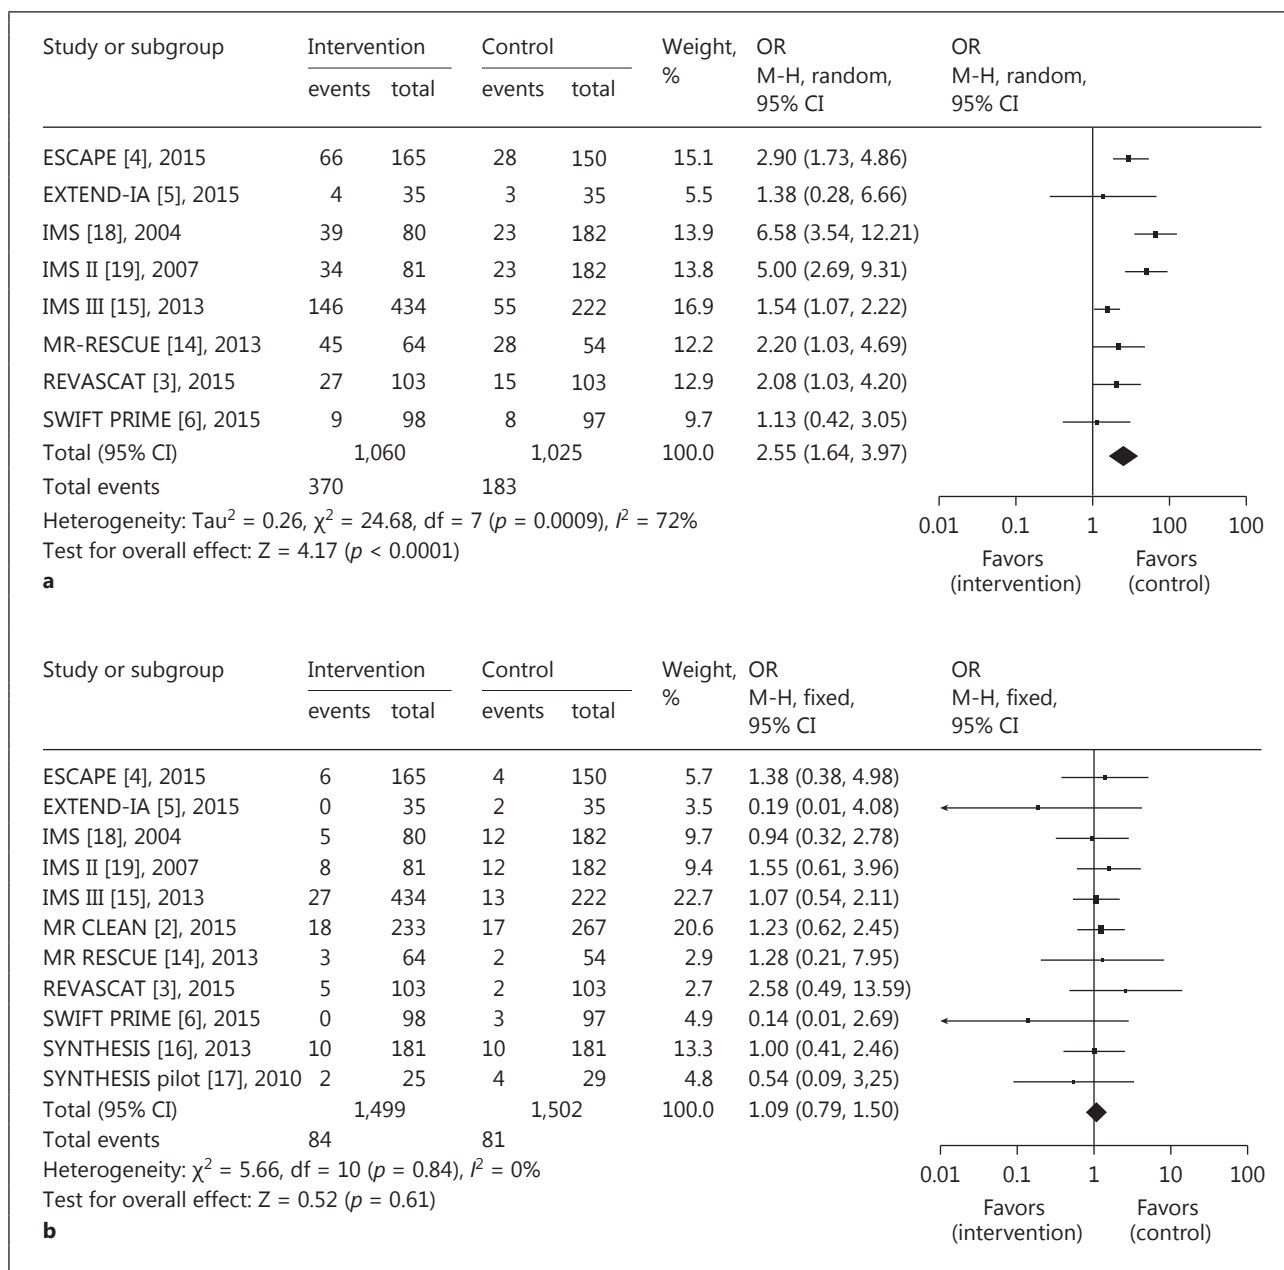 Study or subgroup Intervention Control Weight, OR OR
events total events total % M-H, random, M-H, random,
95% CI 95% CI
ESCAPE [4], 2015 66 165 28 150 15.1 2.90 (1.73, 4.86)
EXTEND-IA [5], 2015 4 35 3 35 5.5 1.38 (0.28, 6.66)
IMS [18], 2004 39 80 23 182 13.9 6.58 (3.54, 12.21)
IMS II [19], 2007 34 81 23 182 13.8 5.00 (2.69, 9.31)
IMS III [15], 2013 146 434 55 222 16.9 1.54 (1.07, 2.22)
MR-RESCUE [14], 2013 45 64 28 54 12.2 2.20 (1.03, 4.69)
REVASCAT [3], 2015 27 103 15 103 12.9 2.08 (1.03, 4.20)
SWIFT PRIME [6], 2015 9 98 8 97 9.7 1.13 (0.42, 3.05)
Total (95% CI) 1,060 1,025 100.0 2.55 (1.64, 3.97)
Total events 370 183
Heterogeneity: Tau² = 0.26, χ² = 24.68, df = 7 (p = 0.0009), I² = 72%
0.01 0.1 1 100 100
Test for overall effect: Z = 4.17 (p < 0.0001)
Favors Favors
(intervention) (control)
a
Study or subgroup Intervention Control Weight, OR OR
events total events total % M-H, fixed, M-H, fixed,
95% CI 95% CI
ESCAPE [4], 2015 6 165 4 150 5.7 1.38 (0.38, 4.98)
EXTEND-IA [5], 2015 0 35 2 35 3.5 0.19 (0.01, 4.08)
IMS [18], 2004 5 80 12 182 9.7 0.94 (0.32, 2.78)
IMS II [19], 2007 8 81 12 182 9.4 1.55 (0.61, 3.96)
IMS III [15], 2013 27 434 13 222 22.7 1.07 (0.54, 2.11)
MR CLEAN [2], 2015 18 233 17 267 20.6 1.23 (0.62, 2.45)
MR RESCUE [14], 2013 3 64 2 54 2.9 1.28 (0.21, 7.95)
REVASCAT [3], 2015 5 103 2 103 2.7 2.58 (0.49, 13.59)
SWIFT PRIME [6], 2015 0 98 3 97 4.9 0.14 (0.01, 2.69)
SYNTHESIS [16], 2013 10 181 10 181 13.3 1.00 (0.41, 2.46)
SYNTHESIS pilot [17], 2010 2 25 4 29 4.8 0.54 (0.09, 3,25)
Total (95% CI) 1,499 1,502 100.0 1.09 (0.79, 1.50)
Total events 84 81
Heterogeneity: χ² = 5.66, df = 10 (p = 0.84), I² = 0%
0.01 0.1 1 10 100
Test for overall effect: Z = 0.52 (p = 0.61)
Favors Favors
(intervention) (control)
b